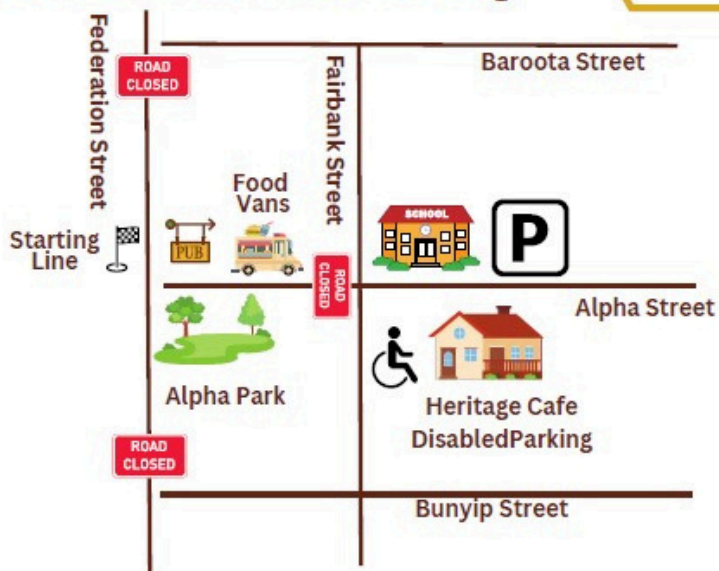 Federation Street
ROAD
CLOSED
Fairbank Street
Baroota Street
Food
Vans
SCHOOL
P
Starting
Line
PUB
ROAD
CLOSED
Alpha Street
Alpha Park
Heritage Cafe
DisabledParking
ROAD
CLOSED
Bunyip Street